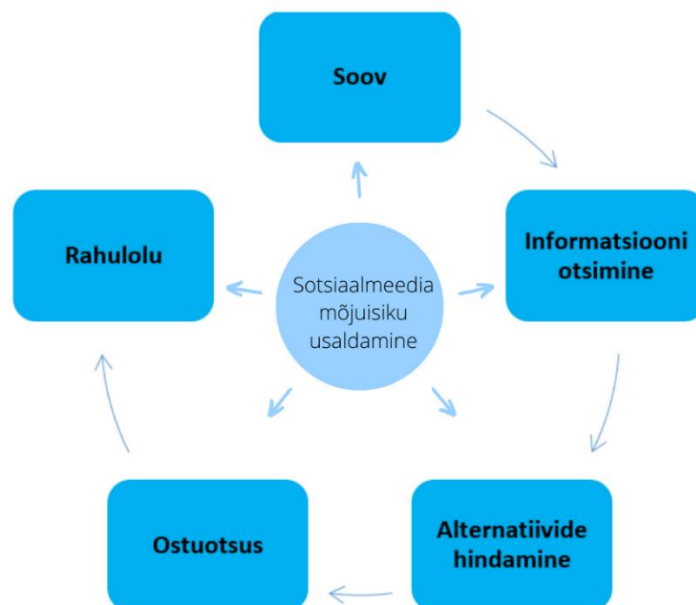 Soov
Informatsiooni
otsimine
Alternatiivide
hindamine
Ostuotsus
Rahulolu
Sotsiaalmeedia
mõjuisiku
usaldamine